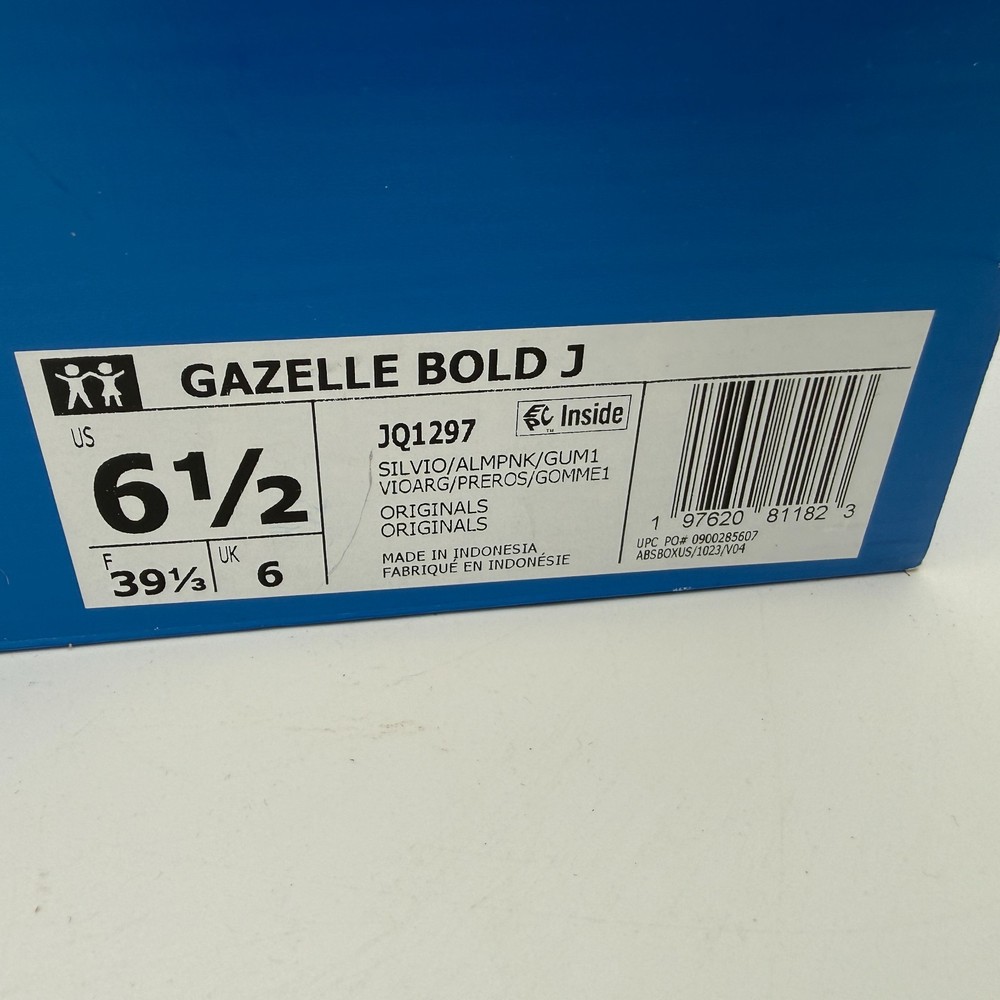 GAZELLE BOLD J
US
6½
F
39⅓
UK
6
JQ1297
Inside
TM
SILVIO/ALMPNK/GUM1
VIOARG/PREROS/GOMME1
ORIGINALS
ORIGINALS
MADE IN INDONESIA
FABRIQUÉ EN INDONÉSIE
1 97620 81182 3
UPC PO# 0900285607
ABSBOXUS/1023/V04